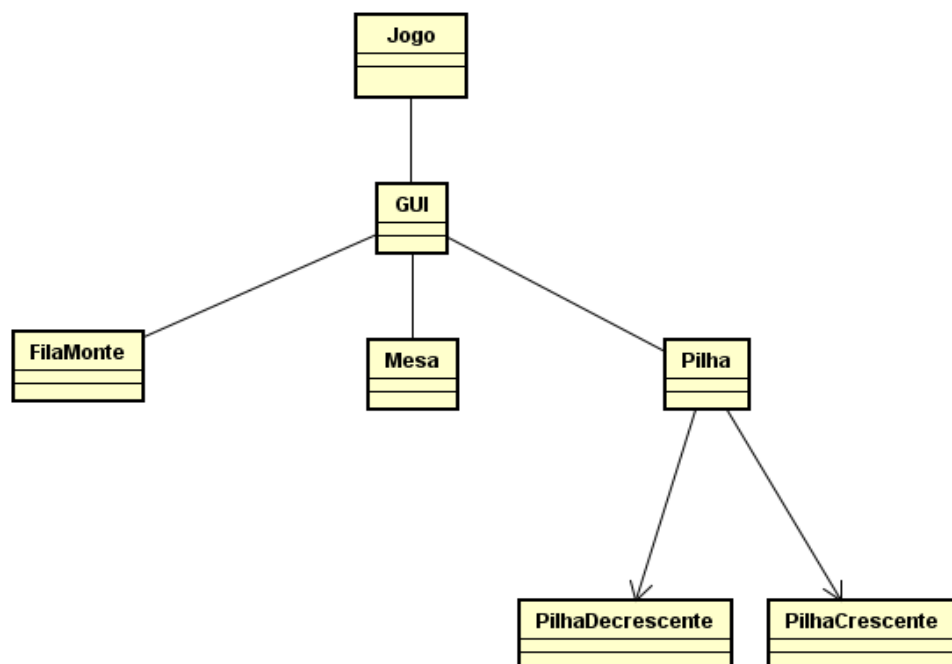 Jogo
GUI
FilaMonte
Mesa
Pilha
PilhaDecrescente
PilhaCrescente